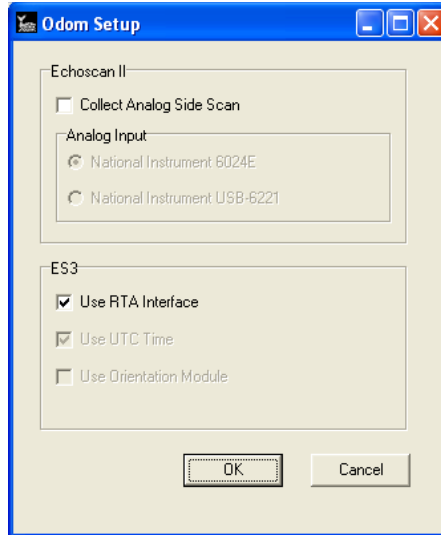 Odom Setup
Echoscan II
Collect Analog Side Scan
Analog Input
National Instrument 6024E
National Instrument USB-6221
ES3
Use RTA Interface
Use UTC Time
Use Orientation Module
OK
Cancel